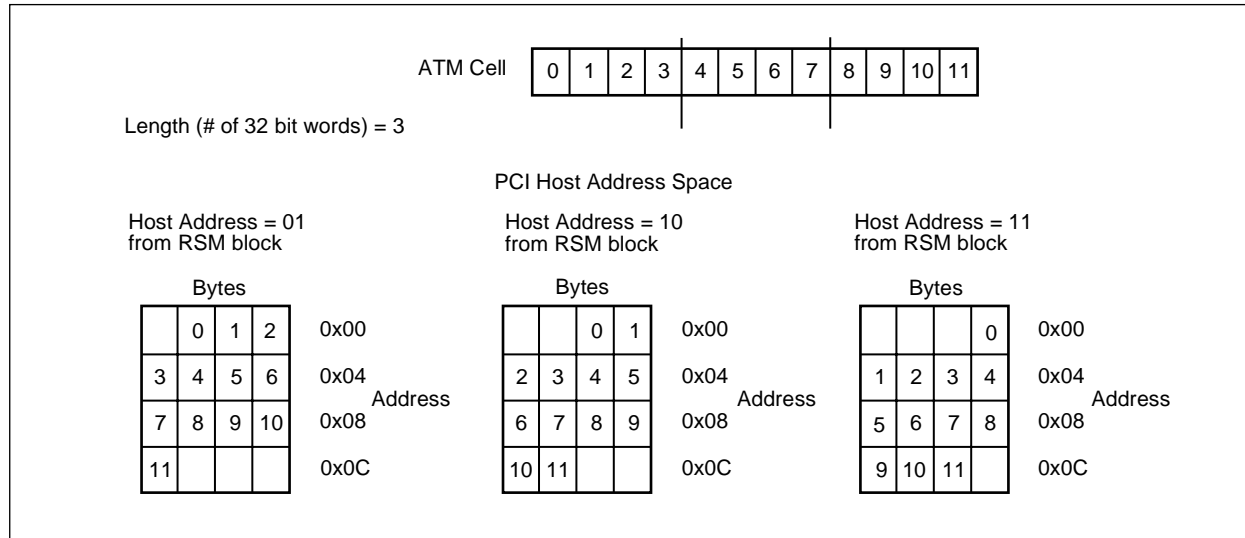 ATM Cell 0 1 2 3 4 5 6 7 8 9 10 11
Length (# of 32 bit words) = 3
PCI Host Address Space
Host Address = 01
from RSM block
Bytes
0 1 2 0x00
3 4 5 6 0x04
Address
7 8 9 10 0x08
11 0x0C
Host Address = 10
from RSM block
Bytes
0 1 0x00
2 3 4 5 0x04
Address
6 7 8 9 0x08
10 11 0x0C
Host Address = 11
from RSM block
Bytes
0 0x00
1 2 3 4 0x04
Address
5 6 7 8 0x08
9 10 11 0x0C